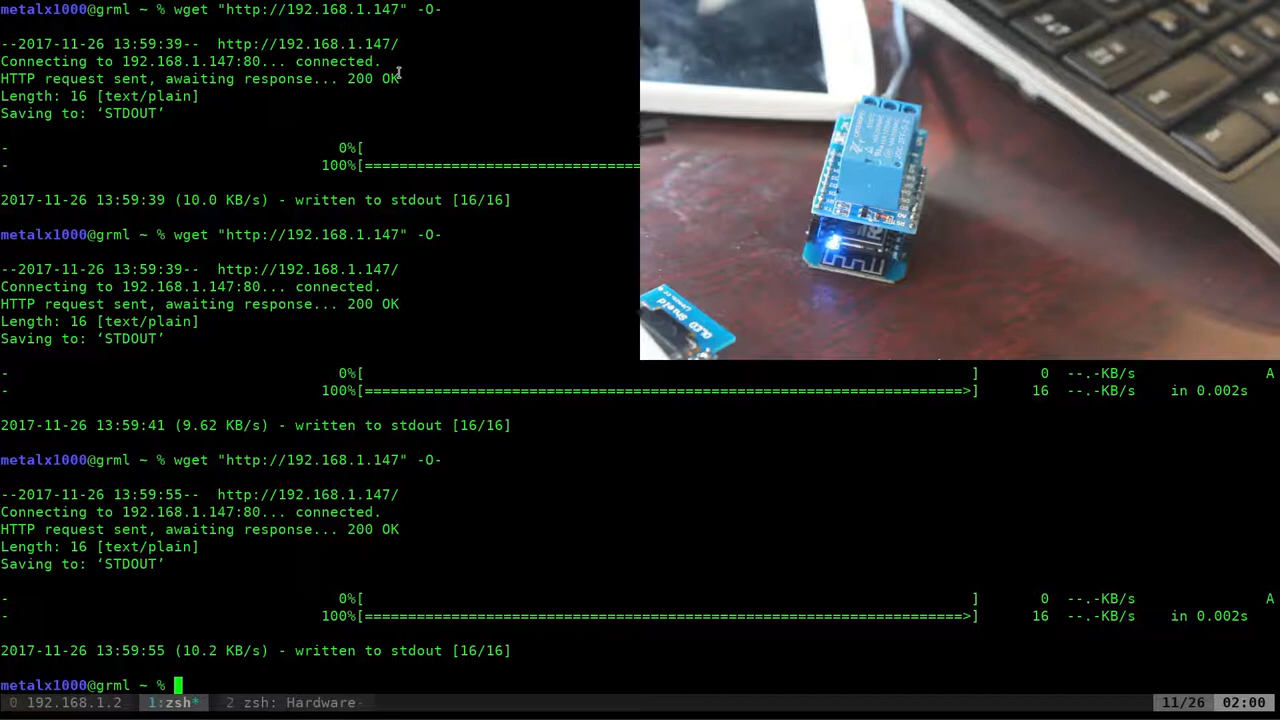 metalx1000@grml ~ % wget "http://192.168.1.147" -O-
--2017-11-26 13:59:39--  http://192.168.1.147/
Connecting to 192.168.1.147:80... connected.
HTTP request sent, awaiting response... 200 OK
Length: 16 [text/plain]
Saving to: ‘STDOUT’
-                                         0%[
-                                       100%[==================================
2017-11-26 13:59:39 (10.0 KB/s) - written to stdout [16/16]
metalx1000@grml ~ % wget "http://192.168.1.147" -O-
--2017-11-26 13:59:39--  http://192.168.1.147/
Connecting to 192.168.1.147:80... connected.
HTTP request sent, awaiting response... 200 OK
Length: 16 [text/plain]
Saving to: ‘STDOUT’
OLED Shield
-                                         0%[                                                                        ]       0  --.-KB/s               A
-                                       100%[=======================================================================>]      16  --.-KB/s    in 0.002s
2017-11-26 13:59:41 (9.62 KB/s) - written to stdout [16/16]
metalx1000@grml ~ % wget "http://192.168.1.147" -O-
--2017-11-26 13:59:55--  http://192.168.1.147/
Connecting to 192.168.1.147:80... connected.
HTTP request sent, awaiting response... 200 OK
Length: 16 [text/plain]
Saving to: ‘STDOUT’
-                                         0%[                                                                        ]       0  --.-KB/s               A
-                                       100%[=======================================================================>]      16  --.-KB/s    in 0.002s
2017-11-26 13:59:55 (10.2 KB/s) - written to stdout [16/16]
metalx1000@grml ~ %
0 192.168.1.2  1:zsh*  2 zsh: Hardware-  11/26  02:00